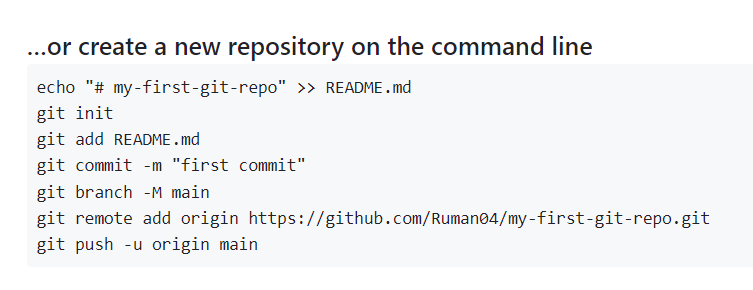 ...or create a new repository on the command line
echo "# my-first-git-repo" >> README.md
git init
git add README.md
git commit -m "first commit"
git branch -M main
git remote add origin https://github.com/Ruman04/my-first-git-repo.git
git push -u origin main